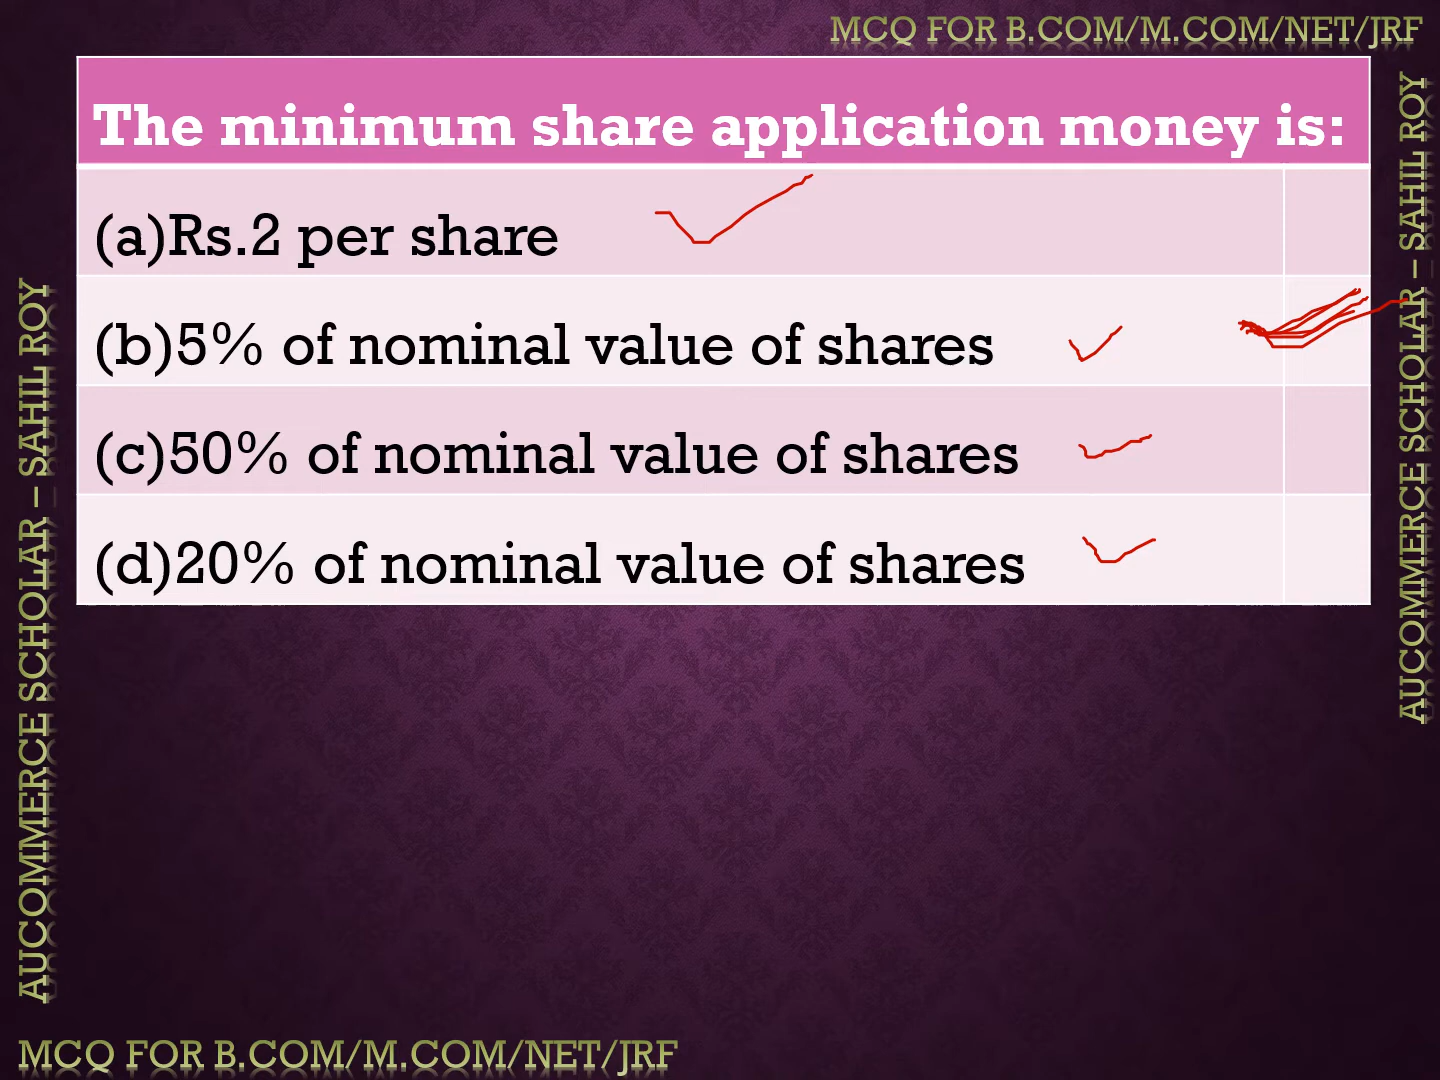 MCQ FOR B.COM/M.COM/NET/JRF
The minimum share application money is:
(a)Rs.2 per share
(b)5% of nominal value of shares
(c)50% of nominal value of shares
(d)20% of nominal value of shares
AUCOMMERCE SCHOLAR – SAHIL ROY
AUCOMMERCE SCHOLAR – SAHIL ROY
MCQ FOR B.COM/M.COM/NET/JRF